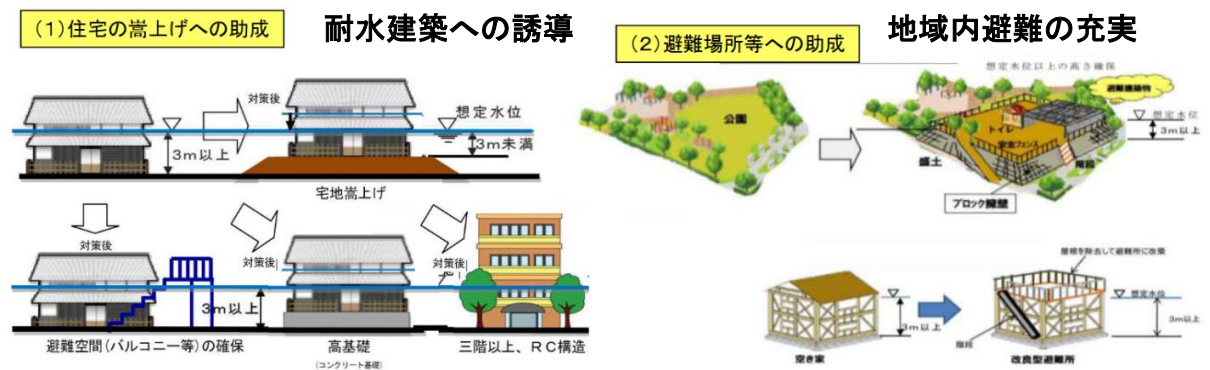 (1)住宅の嵩上げへの助成
耐水建築への誘導
対策後
想定水位
3m以上
3m未満
宅地嵩上げ
対策後
対策後
対策後
3m以上
避難空間(バルコニー等)の確保
高基礎
(コンクリート基礎)
三階以上、RC構造
(2)避難場所等への助成
地域内避難の充実
想定水位以上の高さ確保
避難建築物
公園
トイレ
安全フェンス
想定水位
3m以上
盛土
階段
ブロック擁壁
屋根を除去して避難所に改築
想定水位
3m以上
3m以上
階段
空き家
改良型避難所